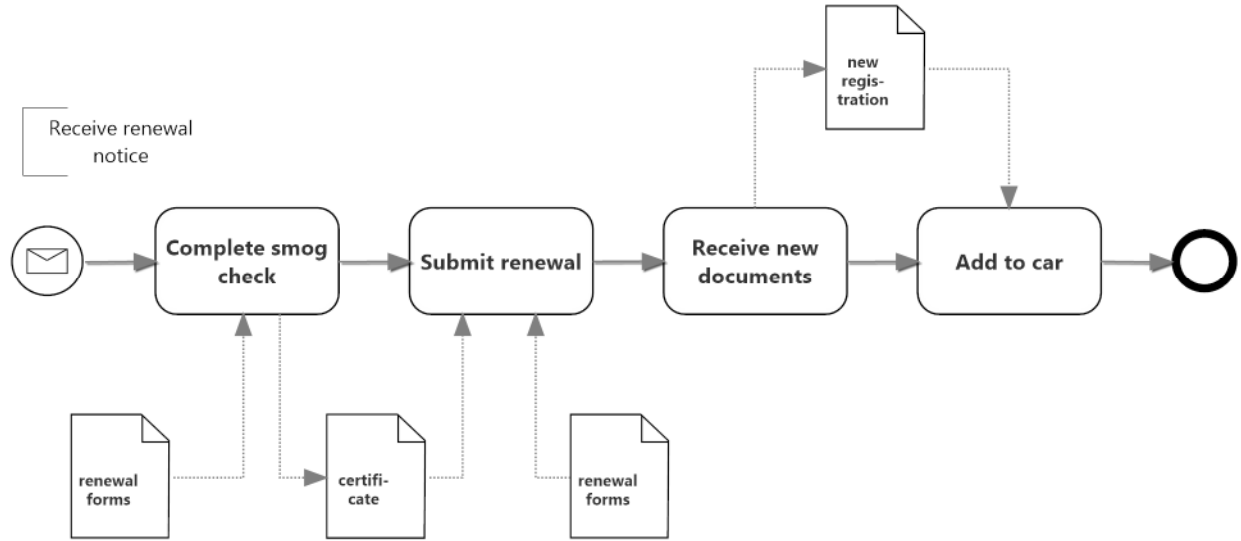 new
regis-
tration
Receive renewal
notice
Complete smog
check
Submit renewal
Receive new
documents
Add to car
renewal
forms
certifi-
cate
renewal
forms